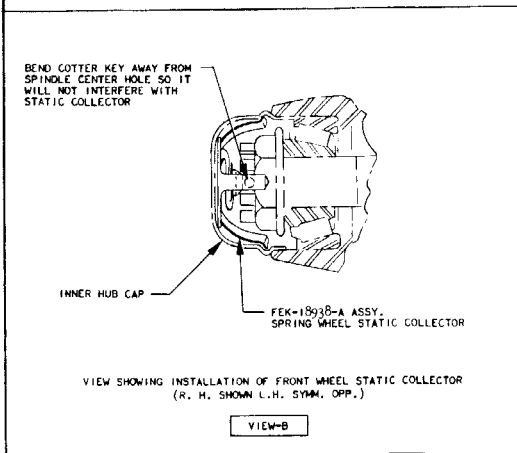 BEND COTTER KEY AWAY FROM
SPINDLE CENTER HOLE SO IT
WILL NOT INTERFERE WITH
STATIC COLLECTOR
INNER HUB CAP
FEK-18938-A ASSY.
SPRING WHEEL STATIC COLLECTOR
VIEW SHOWING INSTALLATION OF FRONT WHEEL STATIC COLLECTOR
(R. H. SHOWN L.H. SYMM. OPP.)
VIEW-B